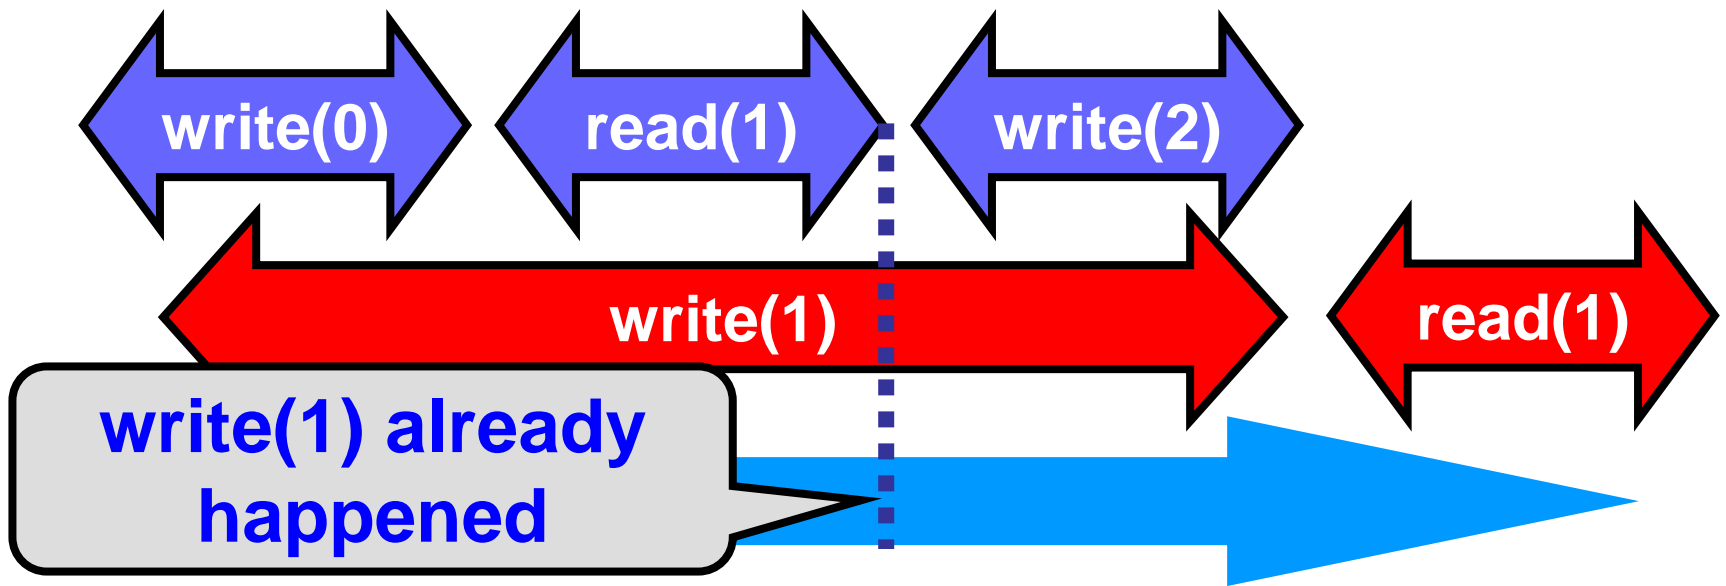 write(0)
read(1)
write(2)
write(1)
read(1)
write(1) already
happened